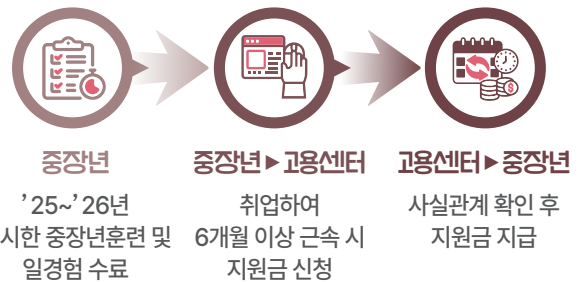 중장년
’25~’26년
시한 중장년훈련 및
일경험 수료
중장년 ▶ 고용센터
취업하여
6개월 이상 근속 시
지원금 신청
고용센터 ▶ 중장년
사실관계 확인 후
지원금 지급